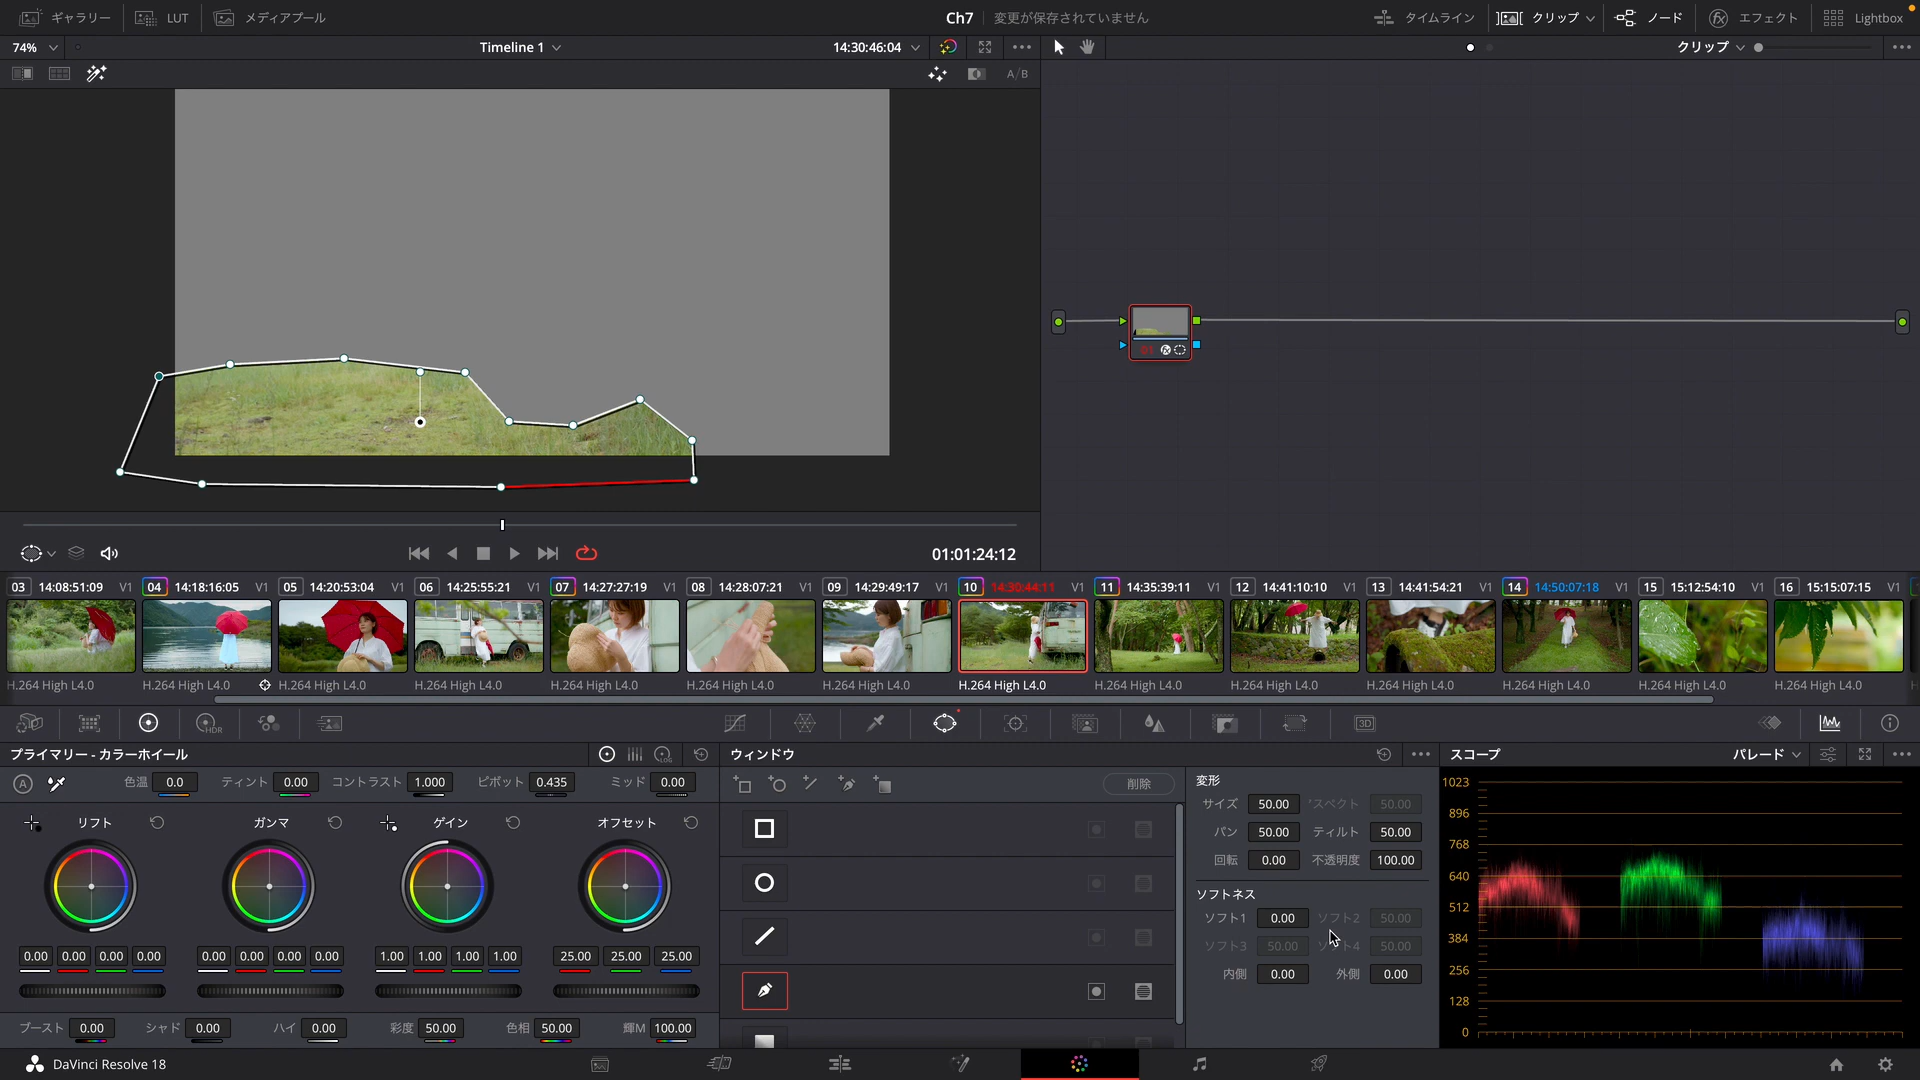 ギャラリー LUT メディアプール Ch7 変更が保存されていません タイムライン クリップ ノード エフェクト Lightbox
74% Timeline 1 14:30:46:04 クリップ
A/B
fx
01:01:24:12
03 14:08:51:09 V1 04 14:18:16:05 V1 05 14:20:53:04 V1 06 14:25:55:21 V1 07 14:27:27:19 V1 08 14:28:07:21 V1 09 14:29:49:17 V1 10 14:30:44:11 V1 11 14:35:39:11 V1 12 14:41:10:10 V1 13 14:41:54:21 V1 14 14:50:07:18 V1 15 15:12:54:10 V1 16 15:15:07:15 V1
H.264 High L4.0 H.264 High L4.0 H.264 High L4.0 H.264 High L4.0 H.264 High L4.0 H.264 High L4.0 H.264 High L4.0 H.264 High L4.0 H.264 High L4.0 H.264 High L4.0 H.264 High L4.0 H.264 High L4.0 H.264 High L4.0 H.264 High L4.0
HDR 3D
プライマリー - カラーホイール LOG ウィンドウ スコープ パレード
A 色温 0.0 ティント 0.00 コントラスト 1.000 ピボット 0.435 ミッド 0.00 削除
リフト ガンマ ゲイン オフセット
0.00 0.00 0.00 0.00 0.00 0.00 0.00 0.00 1.00 1.00 1.00 1.00 25.00 25.00 25.00
ブースト 0.00 シャド 0.00 ハイ 0.00 彩度 50.00 色相 50.00 輝M 100.00
変形
サイズ 50.00 スペクト 50.00
パン 50.00 ティルト 50.00
回転 0.00 不透明度 100.00
ソフトネス
ソフト1 0.00 ソフト2 50.00
ソフト3 50.00 ソフト4 50.00
内側 0.00 外側 0.00
1023
896
768
640
512
384
256
128
0
DaVinci Resolve 18